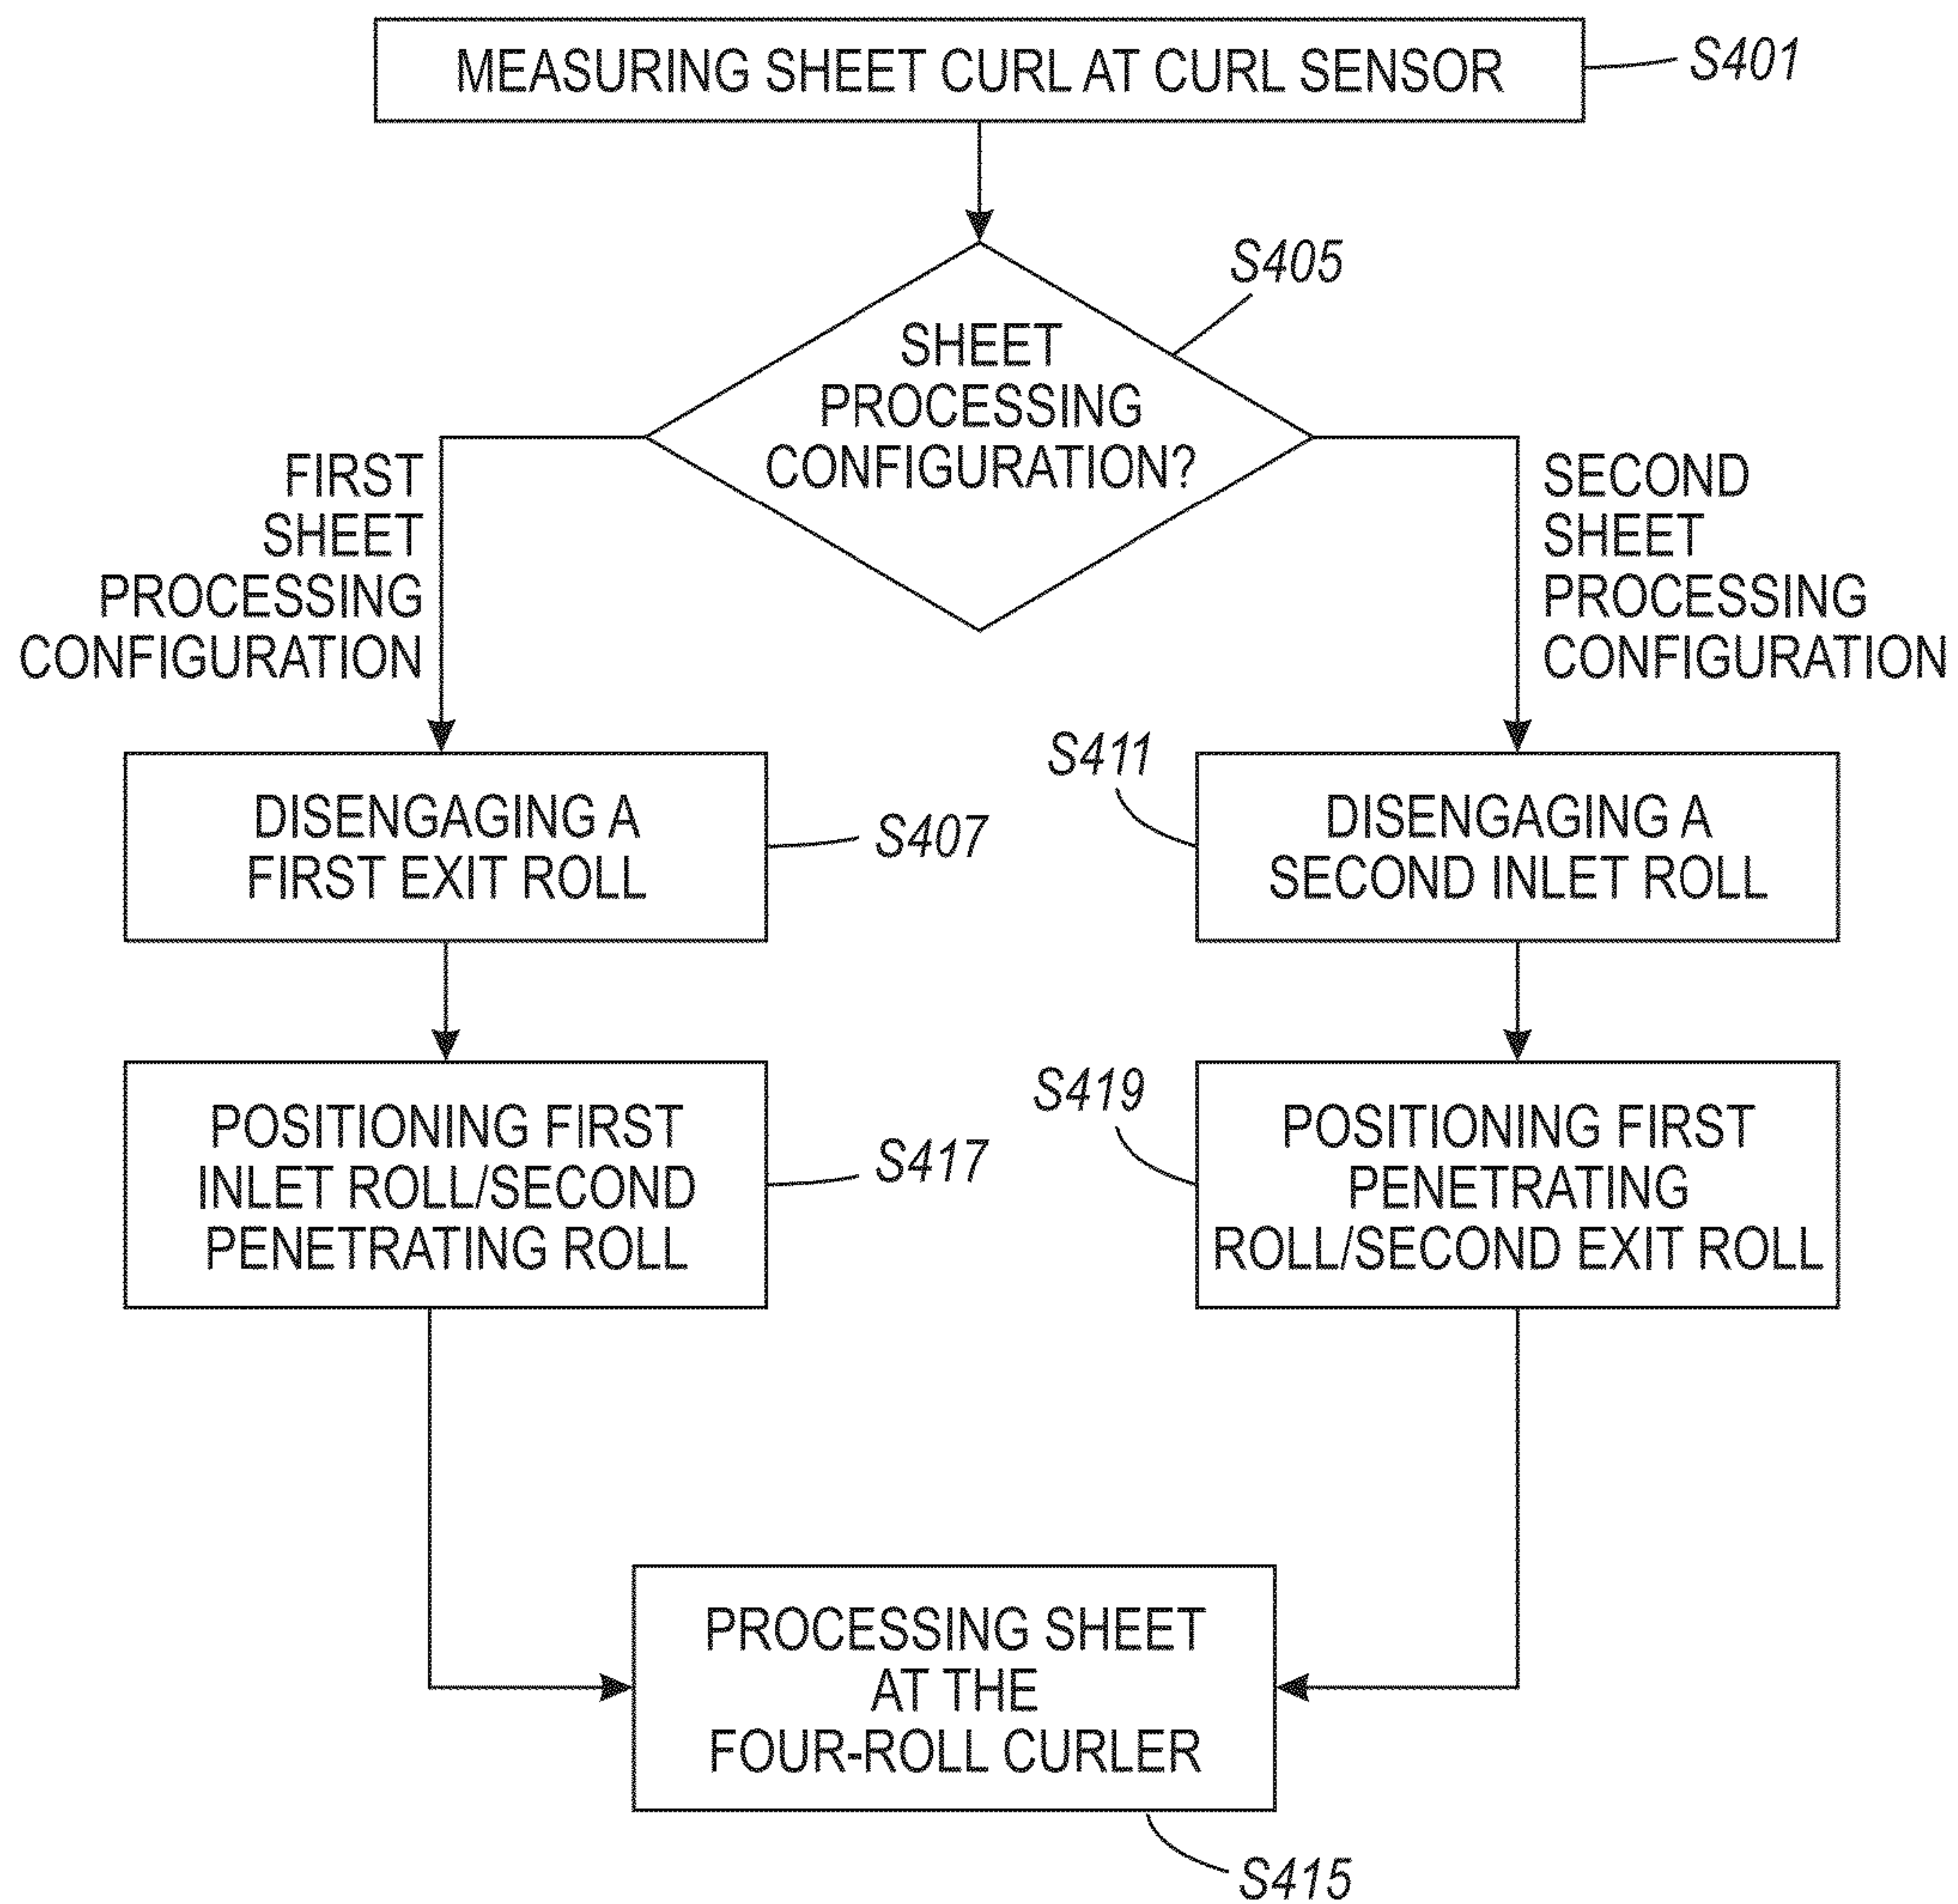 MEASURING SHEET CURL AT CURL SENSOR
S401
S405
SHEET
PROCESSING
CONFIGURATION?
FIRST
SHEET
PROCESSING
CONFIGURATION
SECOND
SHEET
PROCESSING
CONFIGURATION
DISENGAGING A
FIRST EXIT ROLL
S407
S411
DISENGAGING A
SECOND INLET ROLL
POSITIONING FIRST
INLET ROLL/SECOND
PENETRATING ROLL
S417
S419
POSITIONING FIRST
PENETRATING
ROLL/SECOND EXIT ROLL
PROCESSING SHEET
AT THE
FOUR-ROLL CURLER
S415